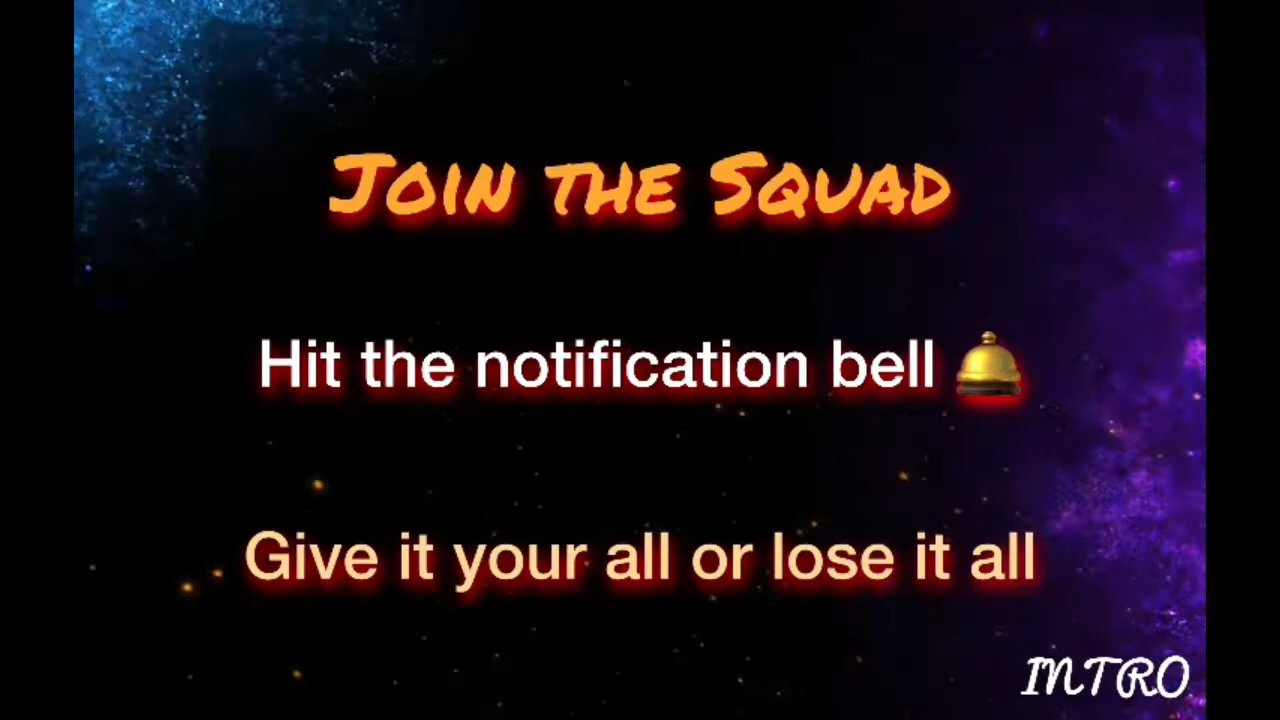 Join the Squad
Hit the notification bell 🛎️
Give it your all or lose it all
INTRO